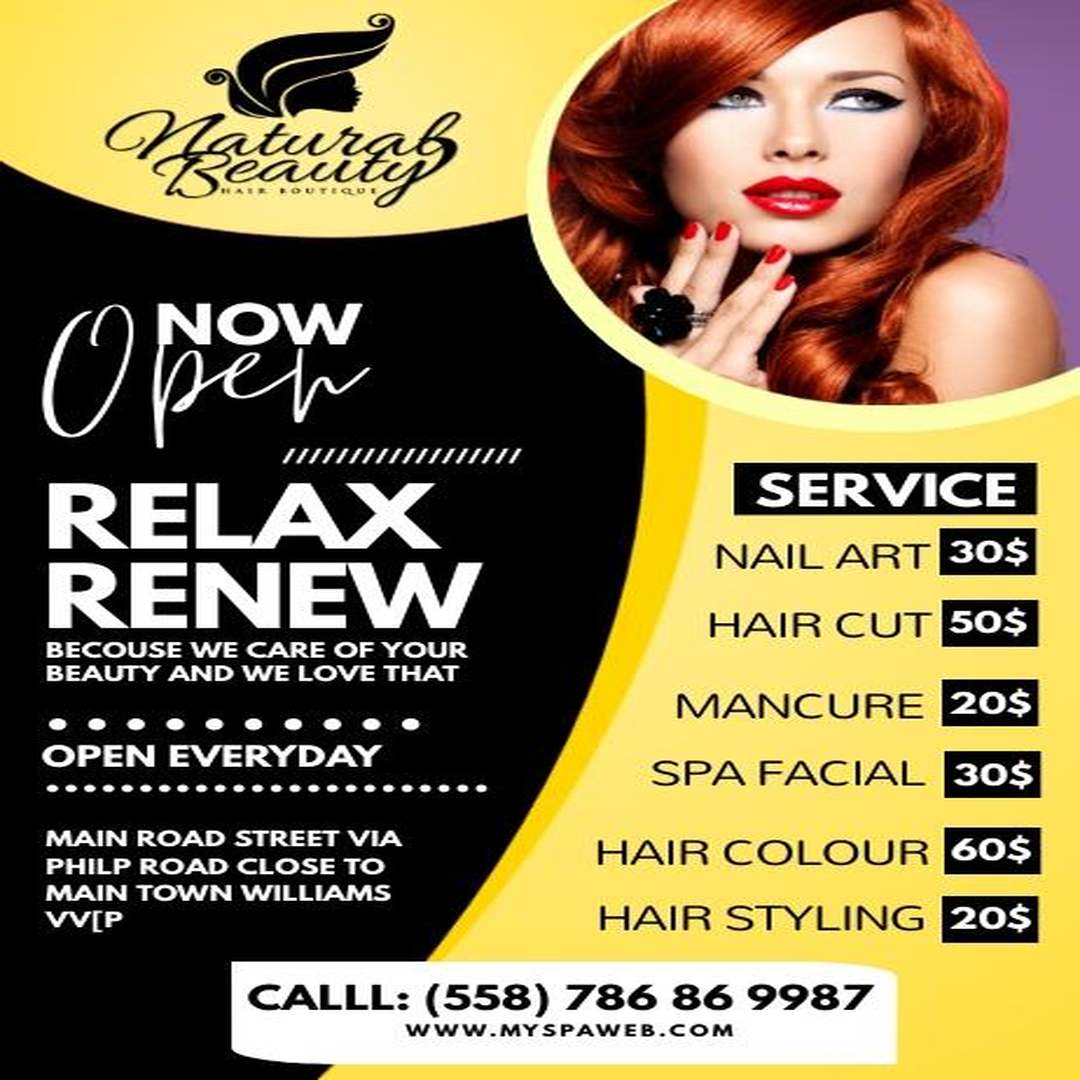 Natural
Beauty
HAIR BOUTIQUE
NOW
Open
RELAX
RENEW
BECOUSE WE CARE OF YOUR
BEAUTY AND WE LOVE THAT
OPEN EVERYDAY
MAIN ROAD STREET VIA
PHILP ROAD CLOSE TO
MAIN TOWN WILLIAMS
VV[P
SERVICE
NAIL ART 30$
HAIR CUT 50$
MANCURE 20$
SPA FACIAL 30$
HAIR COLOUR 60$
HAIR STYLING 20$
CALLL: (558) 786 86 9987
WWW.MYSPAWEB.COM